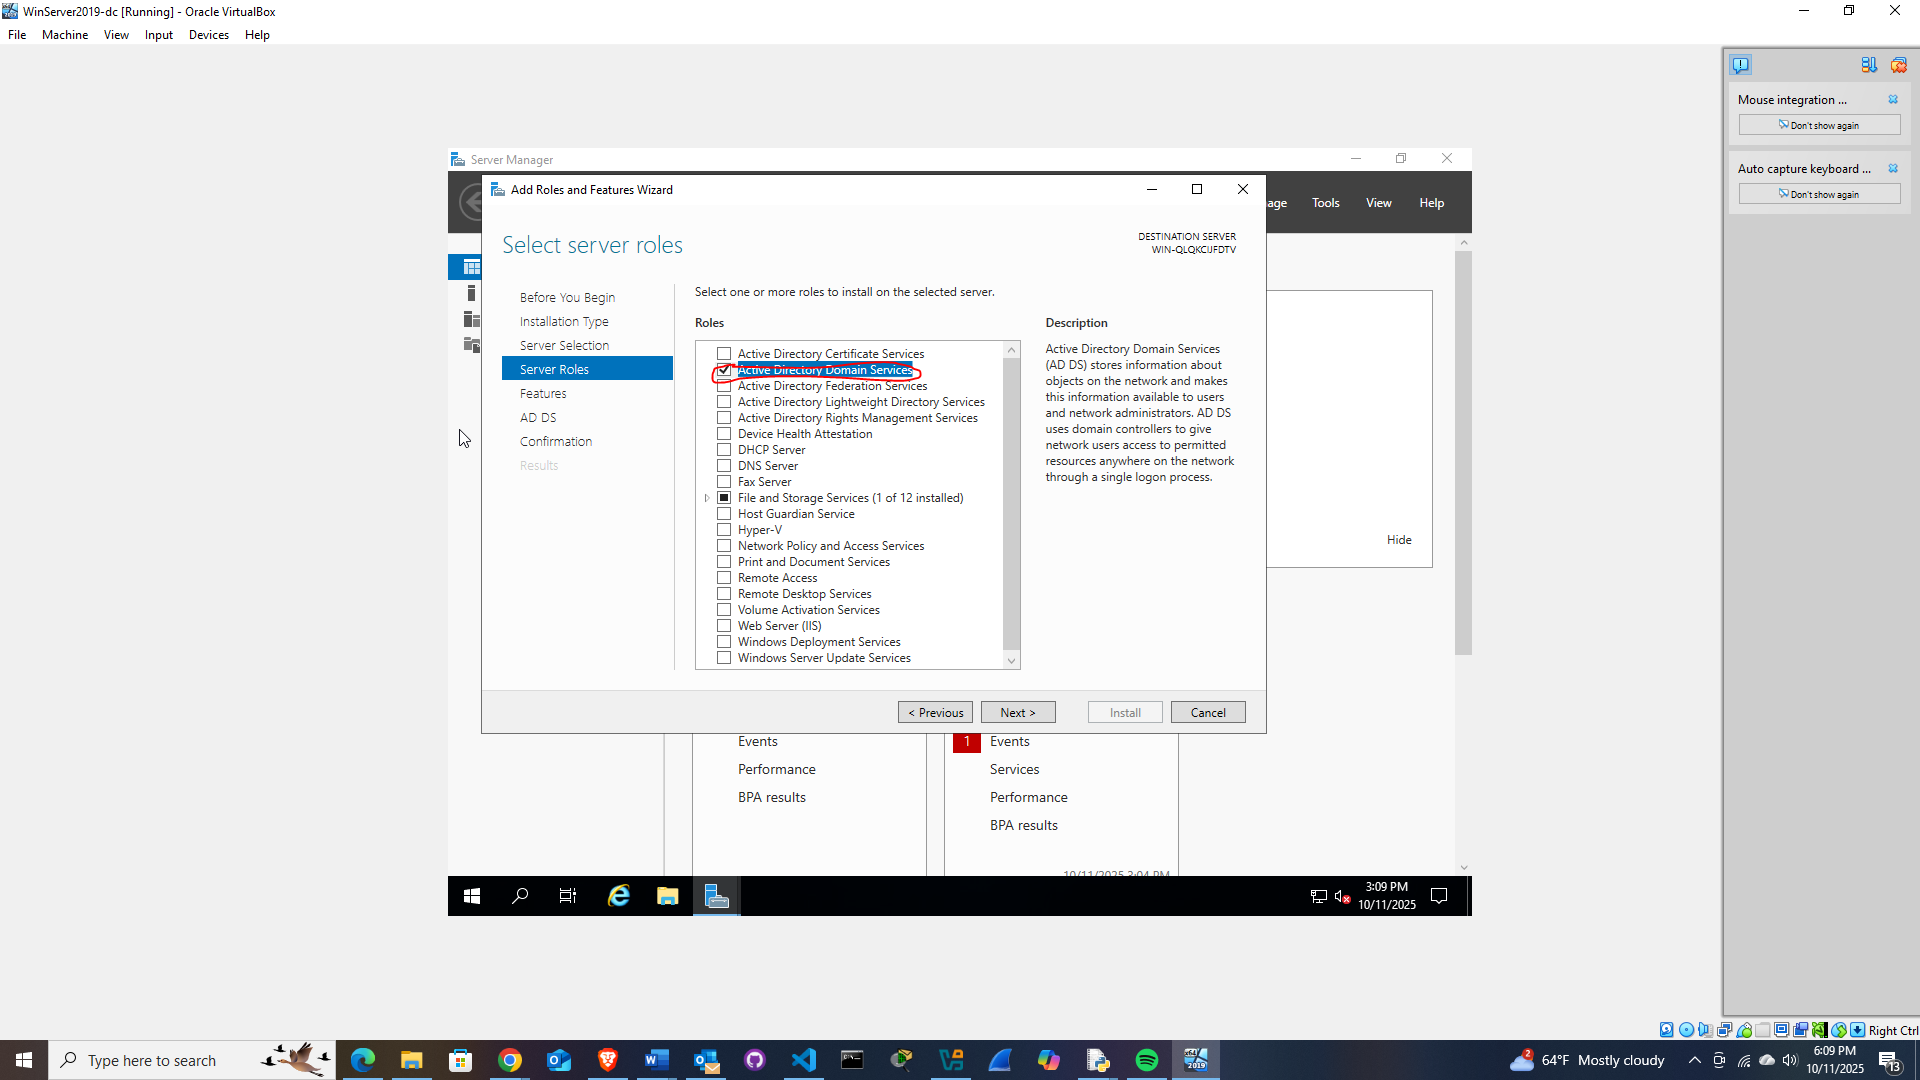 WinServer2019-dc [Running] - Oracle VirtualBox
File Machine View Input Devices Help
Mouse integration ...
Don't show again
Auto capture keyboard ...
Don't show again
Server Manager
Tools View Help
Add Roles and Features Wizard
Select server roles
DESTINATION SERVER
WIN-QLQKCIJFDTV
Before You Begin
Installation Type
Server Selection
Server Roles
Features
AD DS
Confirmation
Results
Select one or more roles to install on the selected server.
Roles
Active Directory Certificate Services
Active Directory Domain Services
Active Directory Federation Services
Active Directory Lightweight Directory Services
Active Directory Rights Management Services
Device Health Attestation
DHCP Server
DNS Server
Fax Server
File and Storage Services (1 of 12 installed)
Host Guardian Service
Hyper-V
Network Policy and Access Services
Print and Document Services
Remote Access
Remote Desktop Services
Volume Activation Services
Web Server (IIS)
Windows Deployment Services
Windows Server Update Services
Description
Active Directory Domain Services
(AD DS) stores information about
objects on the network and makes
this information available to users
and network administrators. AD DS
uses domain controllers to give
network users access to permitted
resources anywhere on the network
through a single logon process.
Hide
< Previous Next > Install Cancel
Events
Performance
BPA results
1 Events
Services
Performance
BPA results
10/11/2025 3:04 PM
3:09 PM
10/11/2025
Right Ctrl
Type here to search
64°F Mostly cloudy
6:09 PM
10/11/2025
13